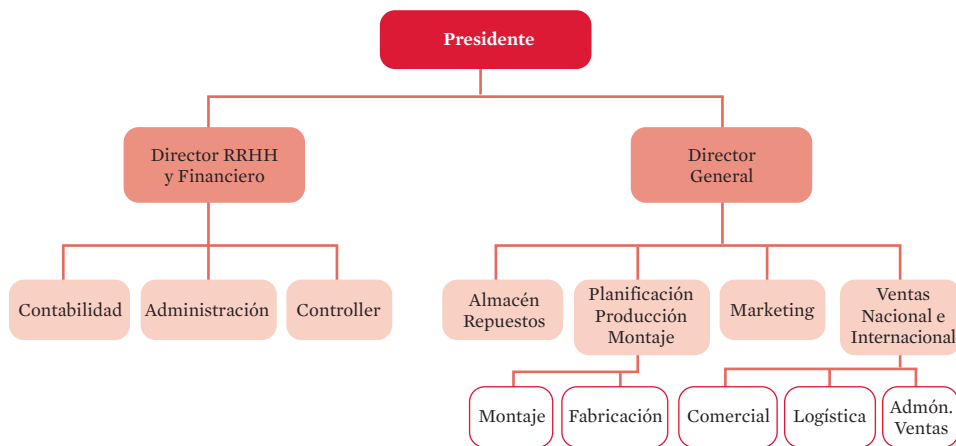 Presidente
Director RRHH
y Financiero
Director
General
Contabilidad
Administración
Controller
Almacén
Repuestos
Planificación
Producción
Montaje
Marketing
Ventas
Nacional e
Internacional
Montaje
Fabricación
Comercial
Logística
Admón.
Ventas